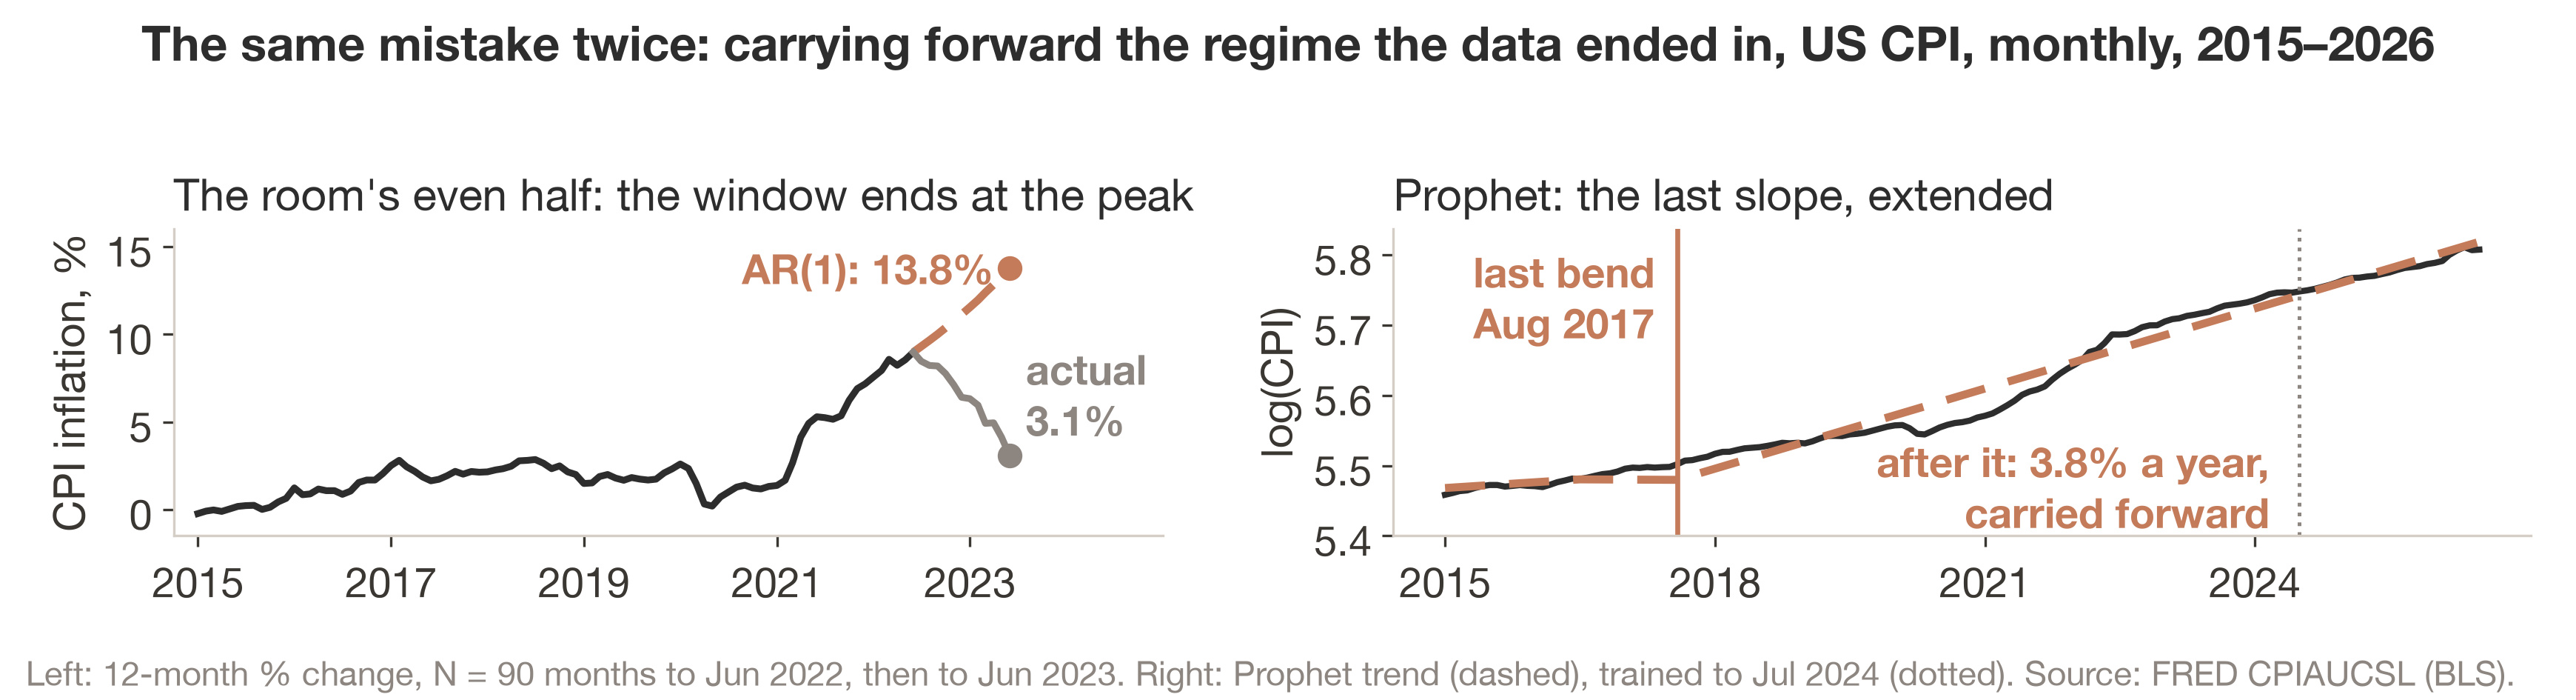 The same mistake twice: carrying forward the regime the data ended in, US CPI, monthly, 2015–2026
The room's even half: the window ends at the peak
CPI inflation, %
15
10
5
0
AR(1): 13.8%
actual
3.1%
2015
2017
2019
2021
2023
Prophet: the last slope, extended
log(CPI)
5.8
5.7
5.6
5.5
5.4
last bend
Aug 2017
after it: 3.8% a year,
carried forward
2015
2018
2021
2024
Left: 12-month % change, N = 90 months to Jun 2022, then to Jun 2023. Right: Prophet trend (dashed), trained to Jul 2024 (dotted). Source: FRED CPIAUCSL (BLS).